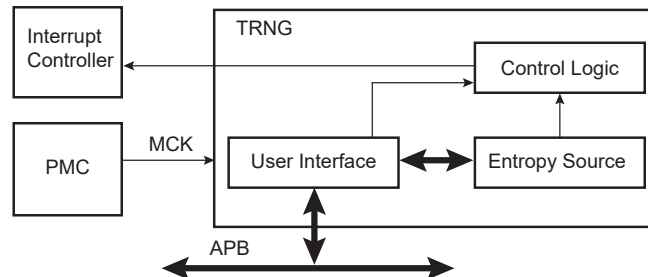 TRNG
Interrupt
Controller
Control Logic
MCK
PMC
User Interface
Entropy Source
APB